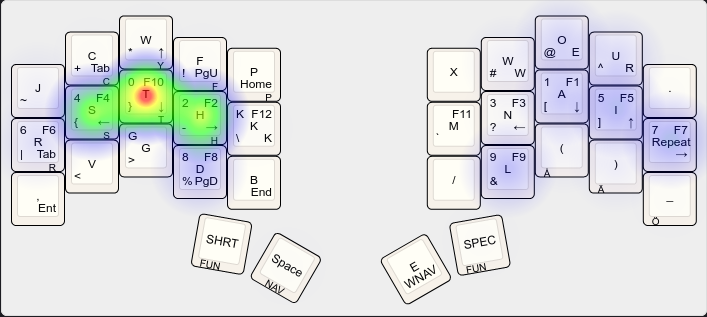 J
~
C
+ Tab
C
W
* ↑
Y
F
! PgU
F
P
Home
P
6 F6
R
| Tab
R
4 F4
S
{ ←
S
0 F10
T
} ↓
T
2 F2
H
- →
H
K F12
K
\ K
,
Ent
V
<
G
G
>
8 F8
D
% PgD
B
End
SHRT
FUN
Space
NAV
X
W
# W
O
@ E
U
^ R
.
F11
M
`
3 F3
N
? ←
1 F1
A
[ ↓
5 F5
I
] ↑
7 F7
Repeat
→
/
9 F9
L
&
(
Å
)
Ä
_
Ö
E
WNAV
SPEC
FUN